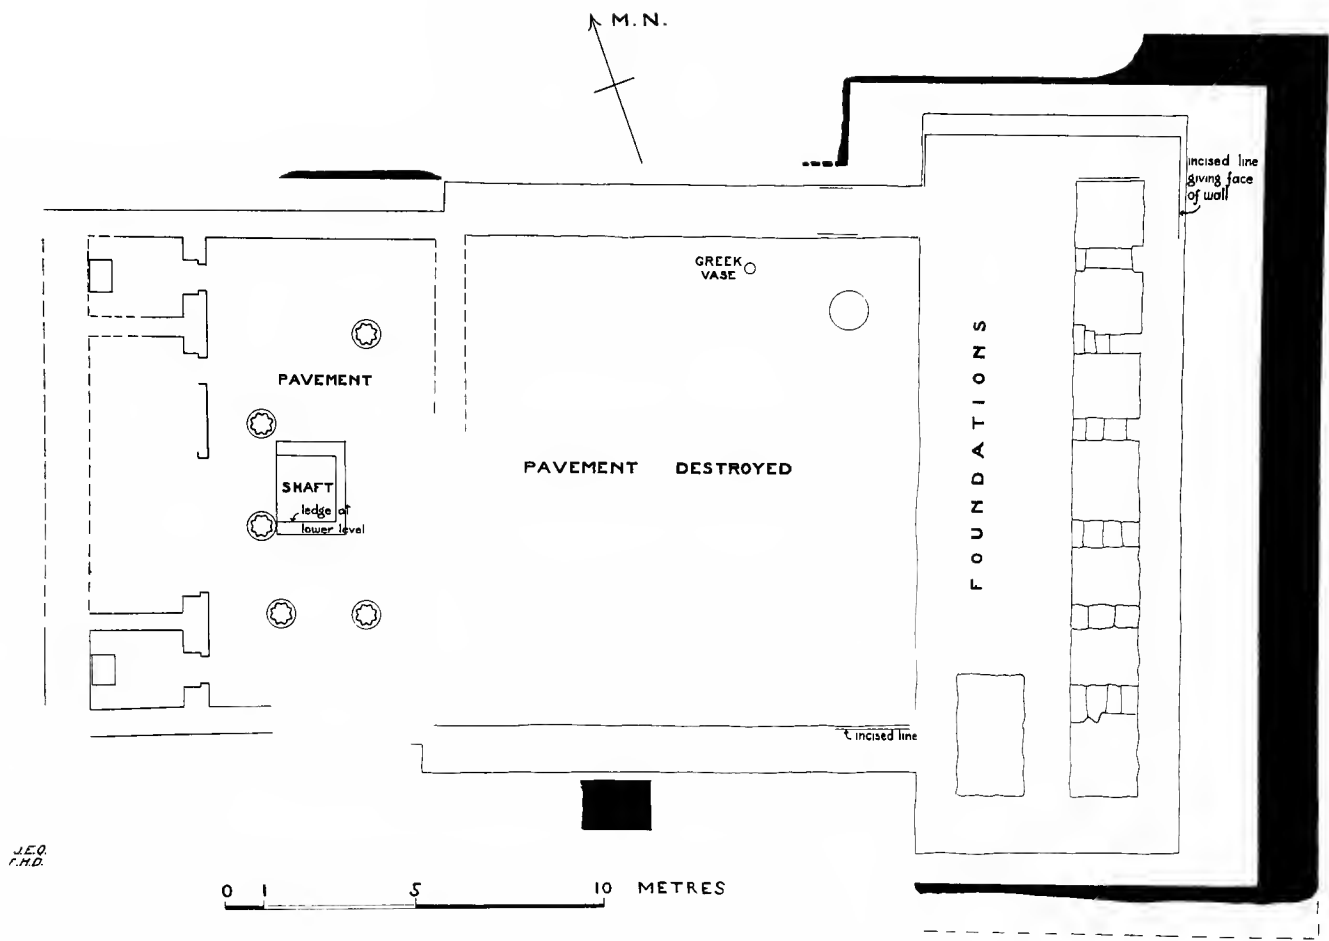 M.N.
incised line
giving face
of wall
GREEK
VASE
PAVEMENT
PAVEMENT DESTROYED
FOUNDATIONS
SHAFT
ledge at
lower level
incised line
J.E.Q.
0 1 5 10 METRES